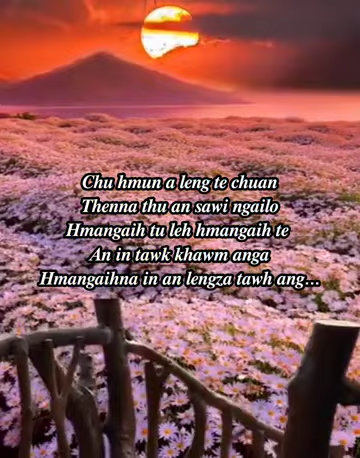 Chu hmun a leng te chuan
Thenna thu an sawi ngailo
Hmangaih tu leh hmangaih te
An in tawk khawm anga
Hmangaihna in an lengza tawh ang...